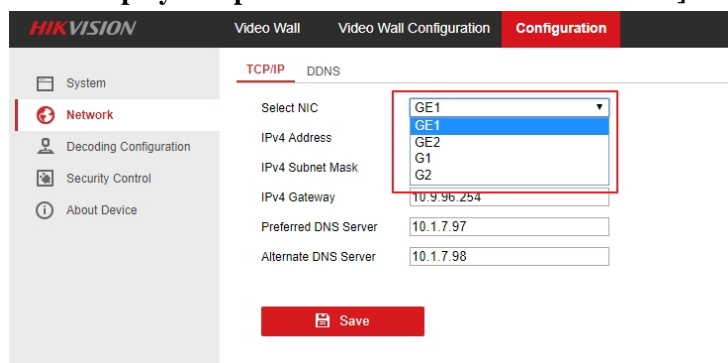 HIKVISION
Video Wall Video Wall Configuration Configuration
System
Network
Decoding Configuration
Security Control
About Device
TCP/IP DDNS
Select NIC GE1
GE1
IPv4 Address GE2
G1
IPv4 Subnet Mask G2
IPv4 Gateway 10.9.96.254
Preferred DNS Server 10.1.7.97
Alternate DNS Server 10.1.7.98
Save